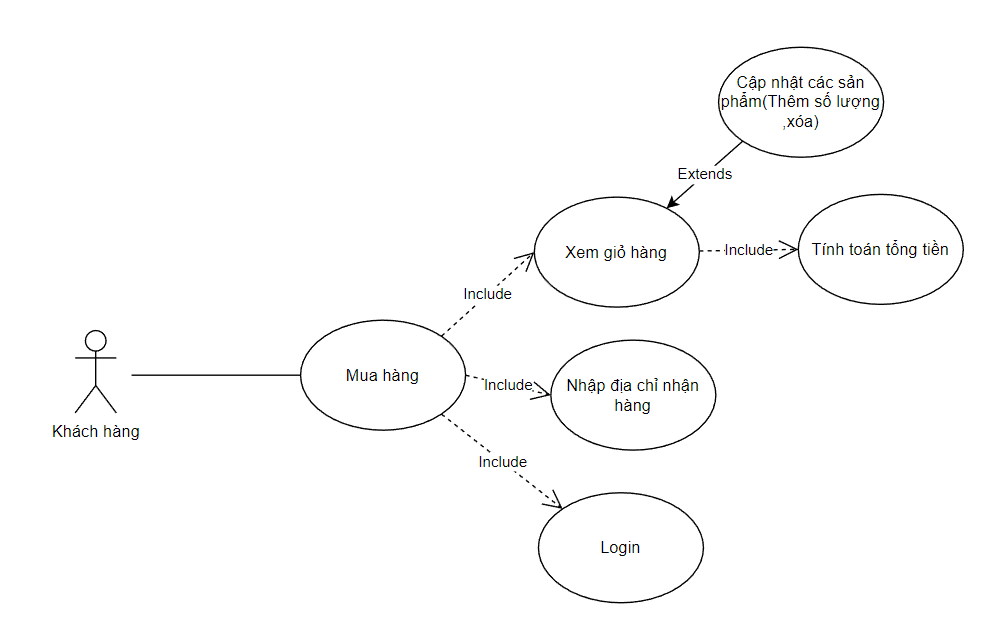 Cập nhật các sản
phẩm(Thêm số lượng
,xóa)
Extends
Xem giỏ hàng
Include
Tính toán tổng tiền
Include
Mua hàng
Include
Nhập địa chỉ nhận
hàng
Khách hàng
Include
Login